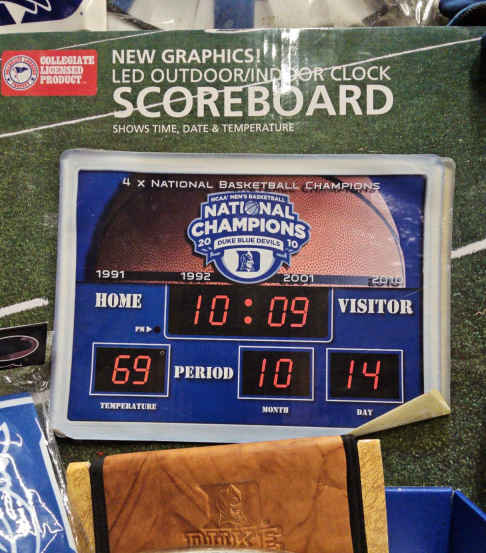 COLLEGIATE
LICENSED
PRODUCT
NEW GRAPHICS!
LED OUTDOOR/INDOOR CLOCK
SCOREBOARD
SHOWS TIME, DATE & TEMPERATURE
4 X NATIONAL BASKETBALL CHAMPIONS
NCAA MEN'S BASKETBALL
NATIONAL
CHAMPIONS
20 DUKE BLUE DEVILS 10
D
1991 1992 2001 2010
HOME 10:09 VISITOR
PM
69° PERIOD 10 14
TEMPERATURE MONTH DAY
DUKE